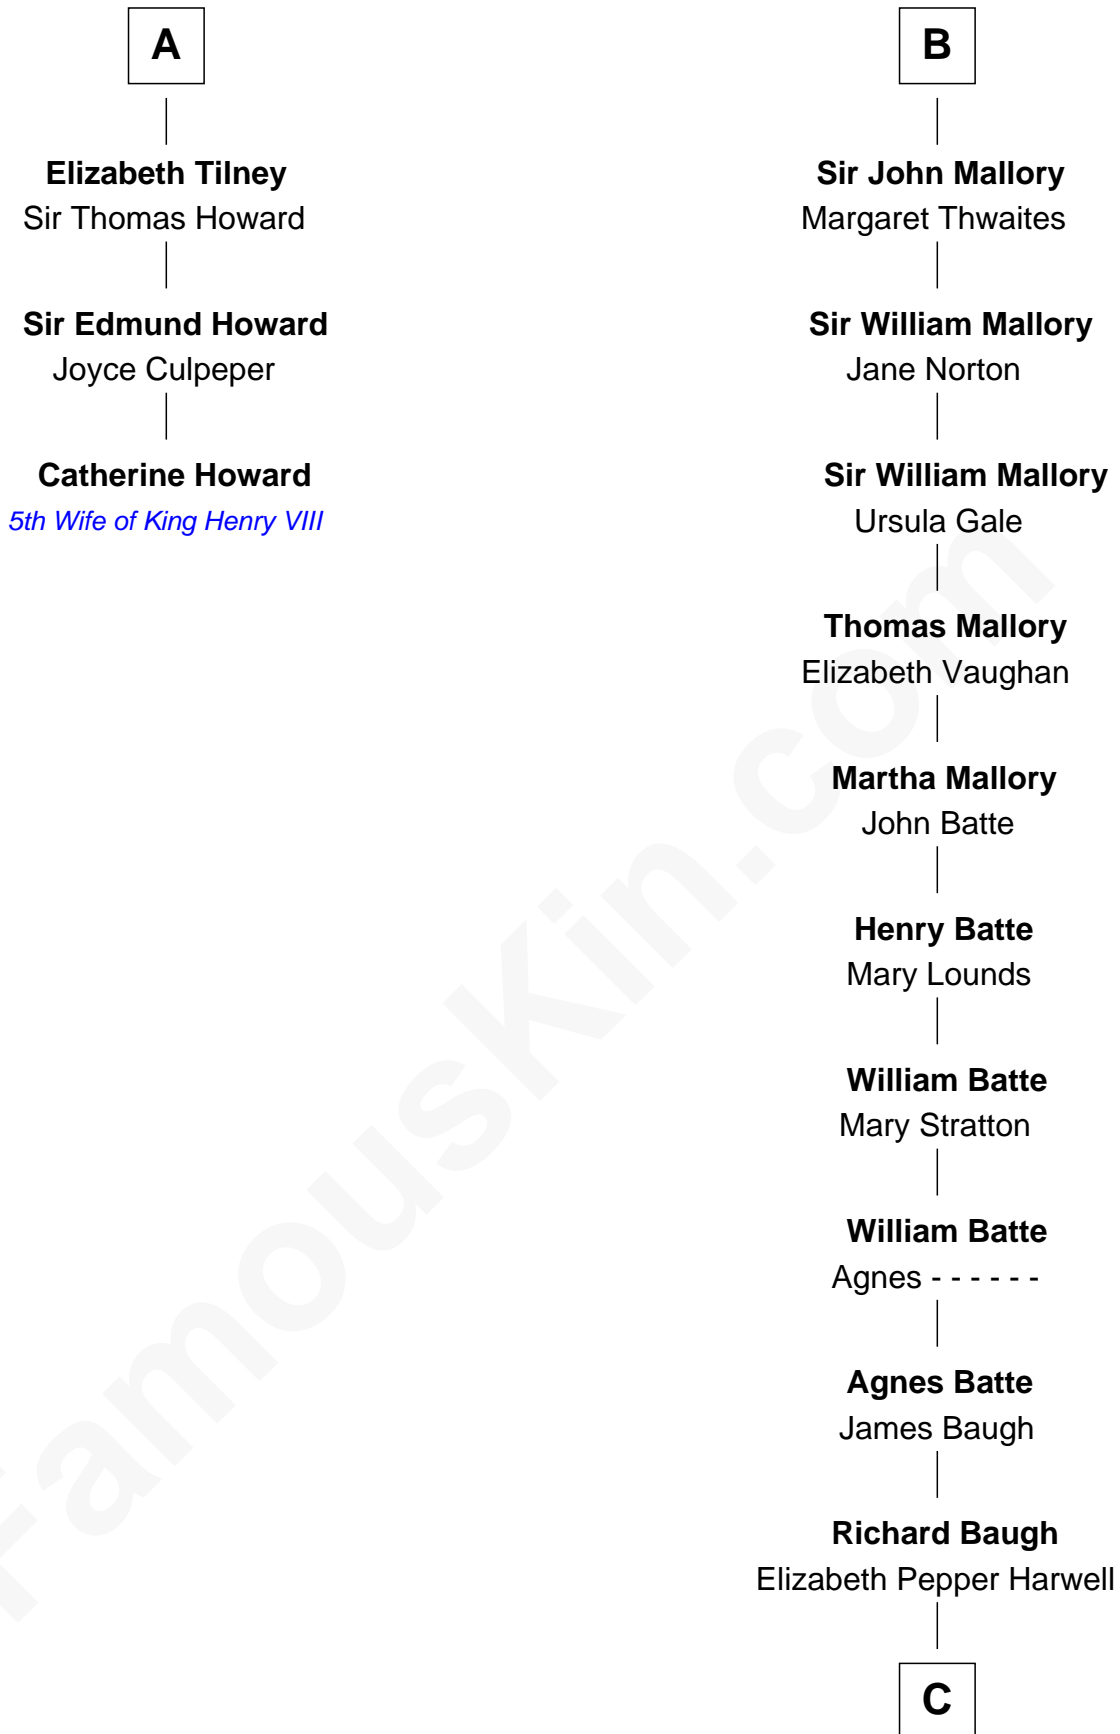 A
Elizabeth Tilney
Sir Thomas Howard
Sir Edmund Howard
Joyce Culpeper
Catherine Howard
5th Wife of King Henry VIII
B
Sir John Mallory
Margaret Thwaites
Sir William Mallory
Jane Norton
Sir William Mallory
Ursula Gale
Thomas Mallory
Elizabeth Vaughan
Martha Mallory
John Batte
Henry Batte
Mary Lounds
William Batte
Mary Stratton
William Batte
Agnes - - - - - -
Agnes Batte
James Baugh
Richard Baugh
Elizabeth Pepper Harwell
C
FamousKin.com